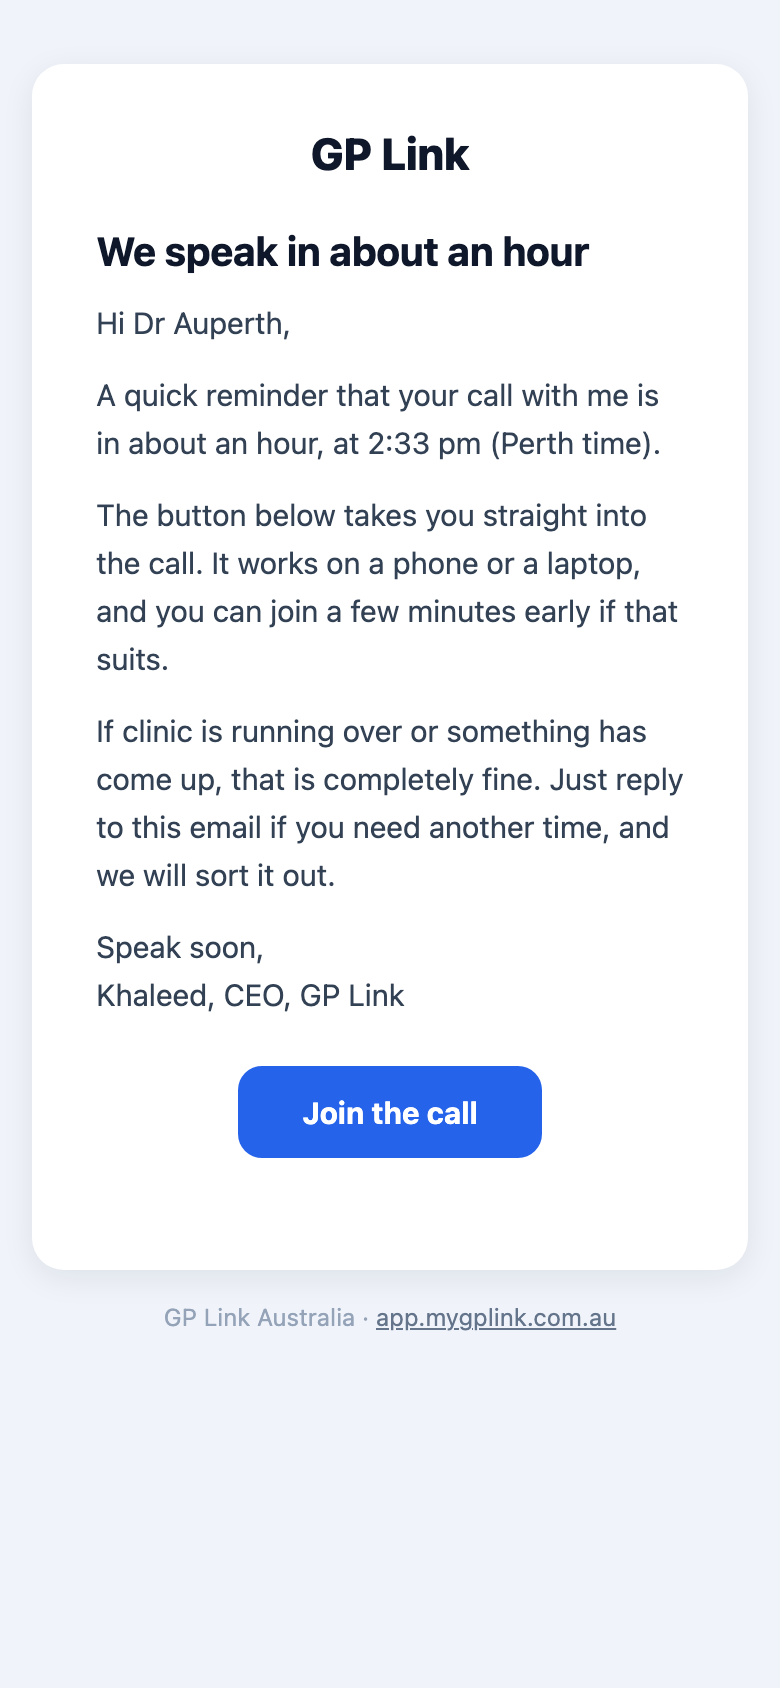 GP Link
We speak in about an hour
Hi Dr Auperth,
A quick reminder that your call with me is
in about an hour, at 2:33 pm (Perth time).
The button below takes you straight into
the call. It works on a phone or a laptop,
and you can join a few minutes early if that
suits.
If clinic is running over or something has
come up, that is completely fine. Just reply
to this email if you need another time, and
we will sort it out.
Speak soon,
Khaleed, CEO, GP Link
Join the call
GP Link Australia · app.mygplink.com.au